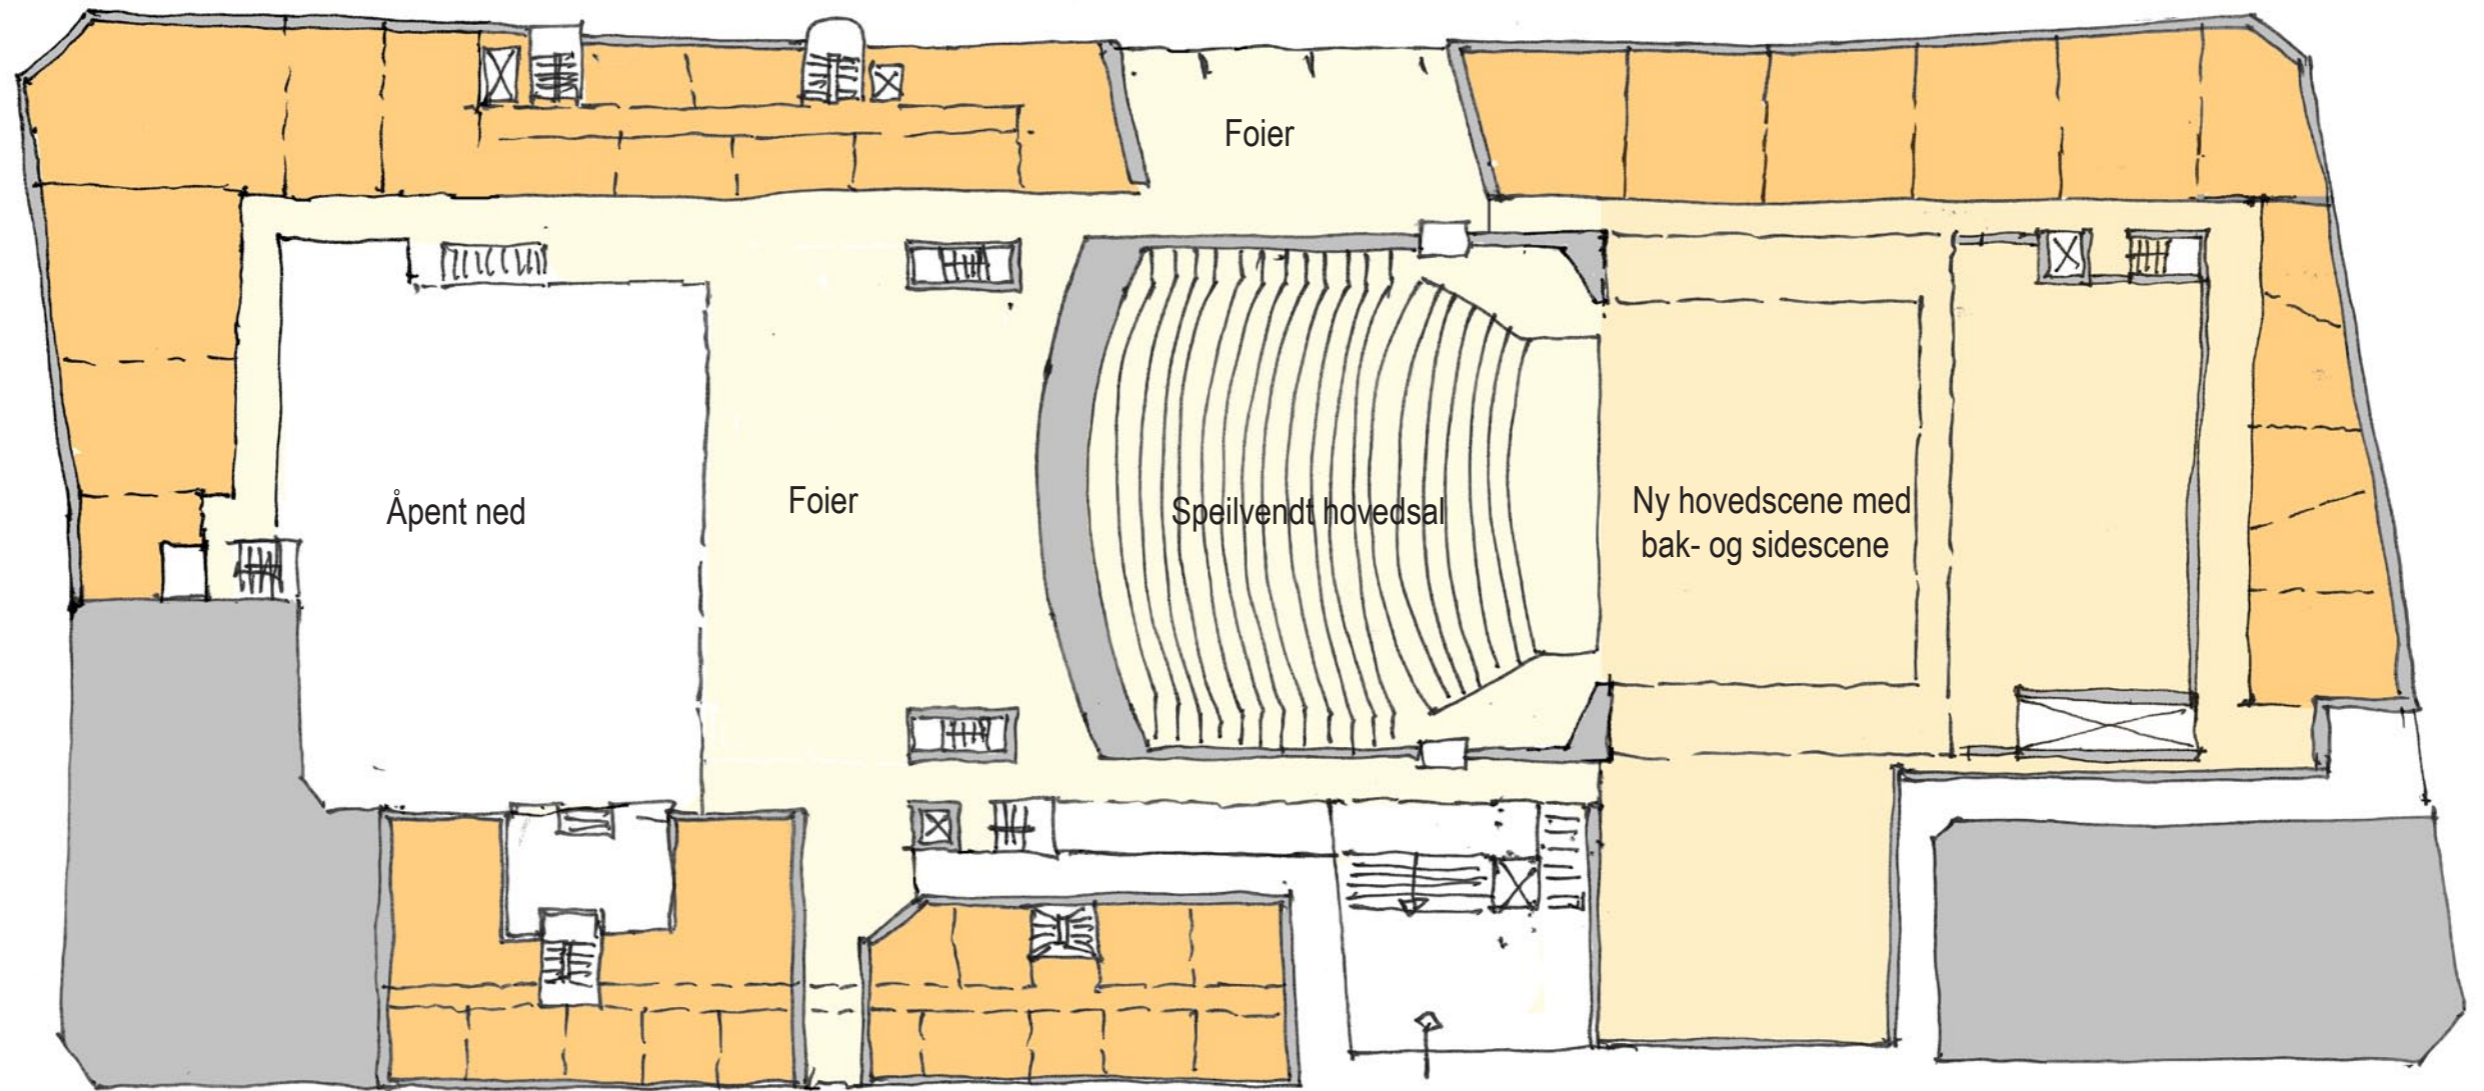 Foier
Åpent ned
Foier
Speilvendt hovedsal
Ny hovedscene med
bak- og sidescene